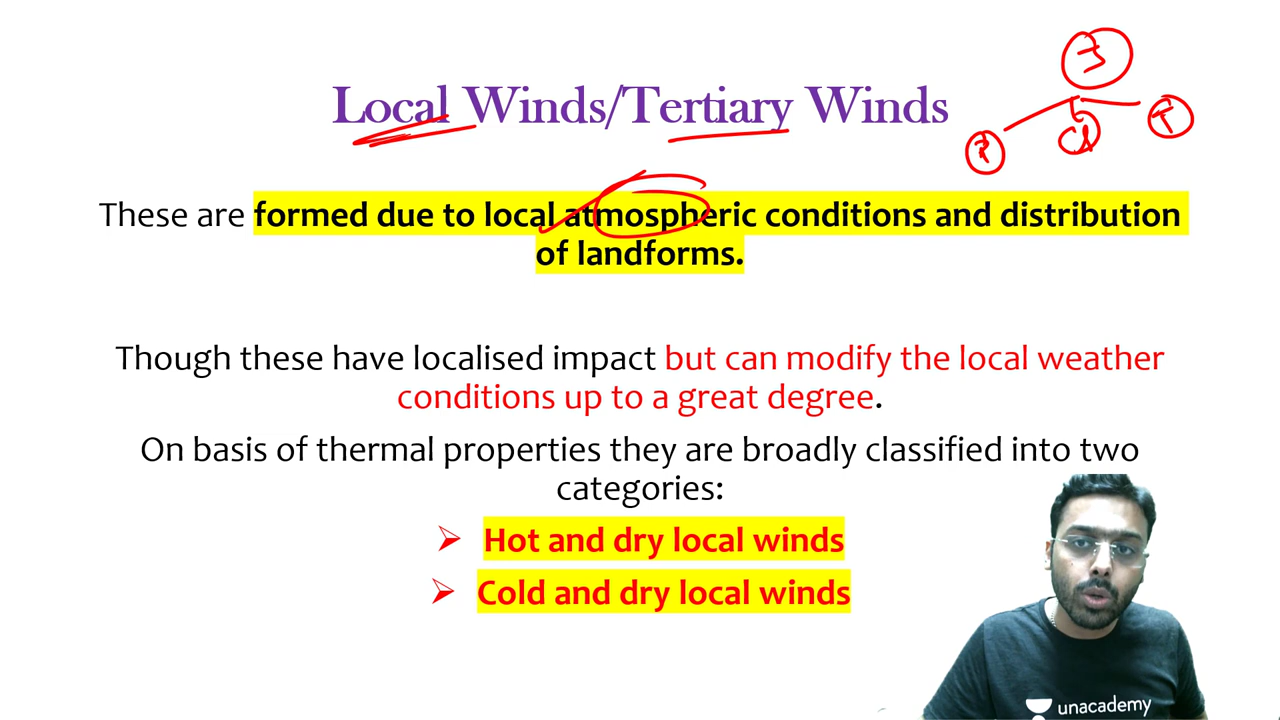 Local Winds/Tertiary Winds
3
P
T
These are formed due to local atmospheric conditions and distribution
of landforms.
Though these have localised impact but can modify the local weather
conditions up to a great degree.
On basis of thermal properties they are broadly classified into two
categories:
Hot and dry local winds
Cold and dry local winds
unacademy